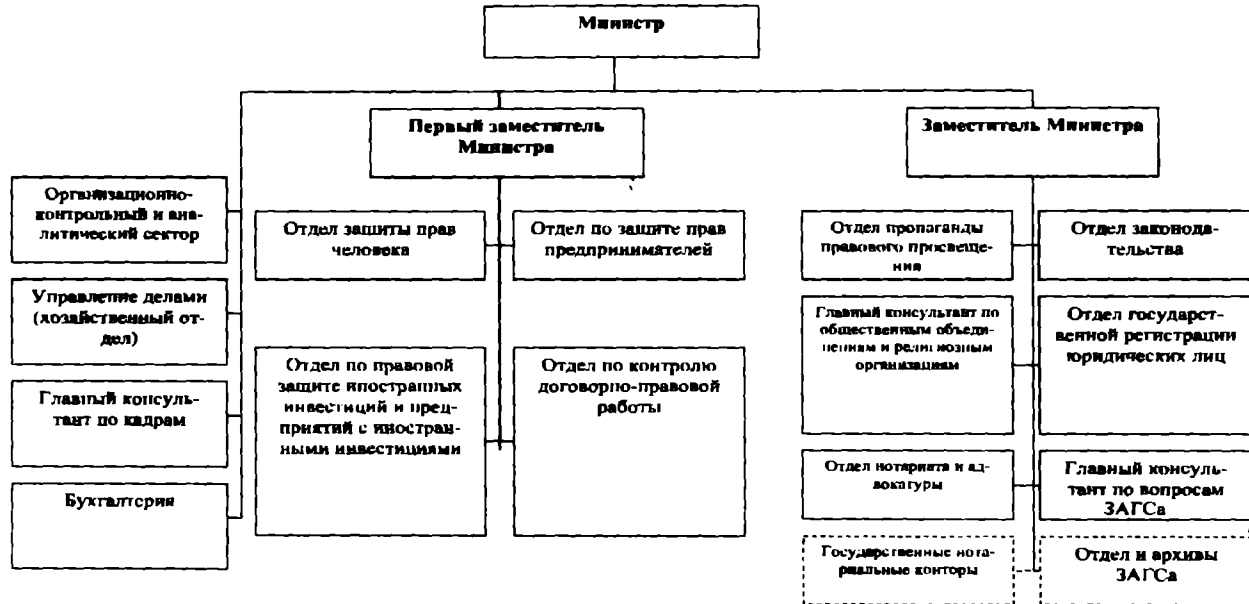 Министр
Первый заместитель
Министра
Заместитель Министра
Организационно-
контрольный и ана-
литический сектор
Управление делами
(хозяйственный от-
дел)
Главный консуль-
тант по кадрам
Бухгалтерия
Отдел защиты прав
человека
Отдел по защите прав
предпринимателей
Отдел по правовой
защите иностранных
инвестиций и пред-
приятий с иностран-
ными инвестициями
Отдел по контролю
договорно-правовой
работы
Отдел пропаганды
правового просвеще-
ния
Отдел законода-
тельства
Главный консультант по
общественным объеди-
нениям и религиозным
организациям
Отдел государст-
венной регистрации
юридических лиц
Отдел нотариата и ад-
вокатуры
Главный консуль-
тант по вопросам
ЗАГСа
Государственные нота-
риальные конторы
Отдел и архивы
ЗАГСа